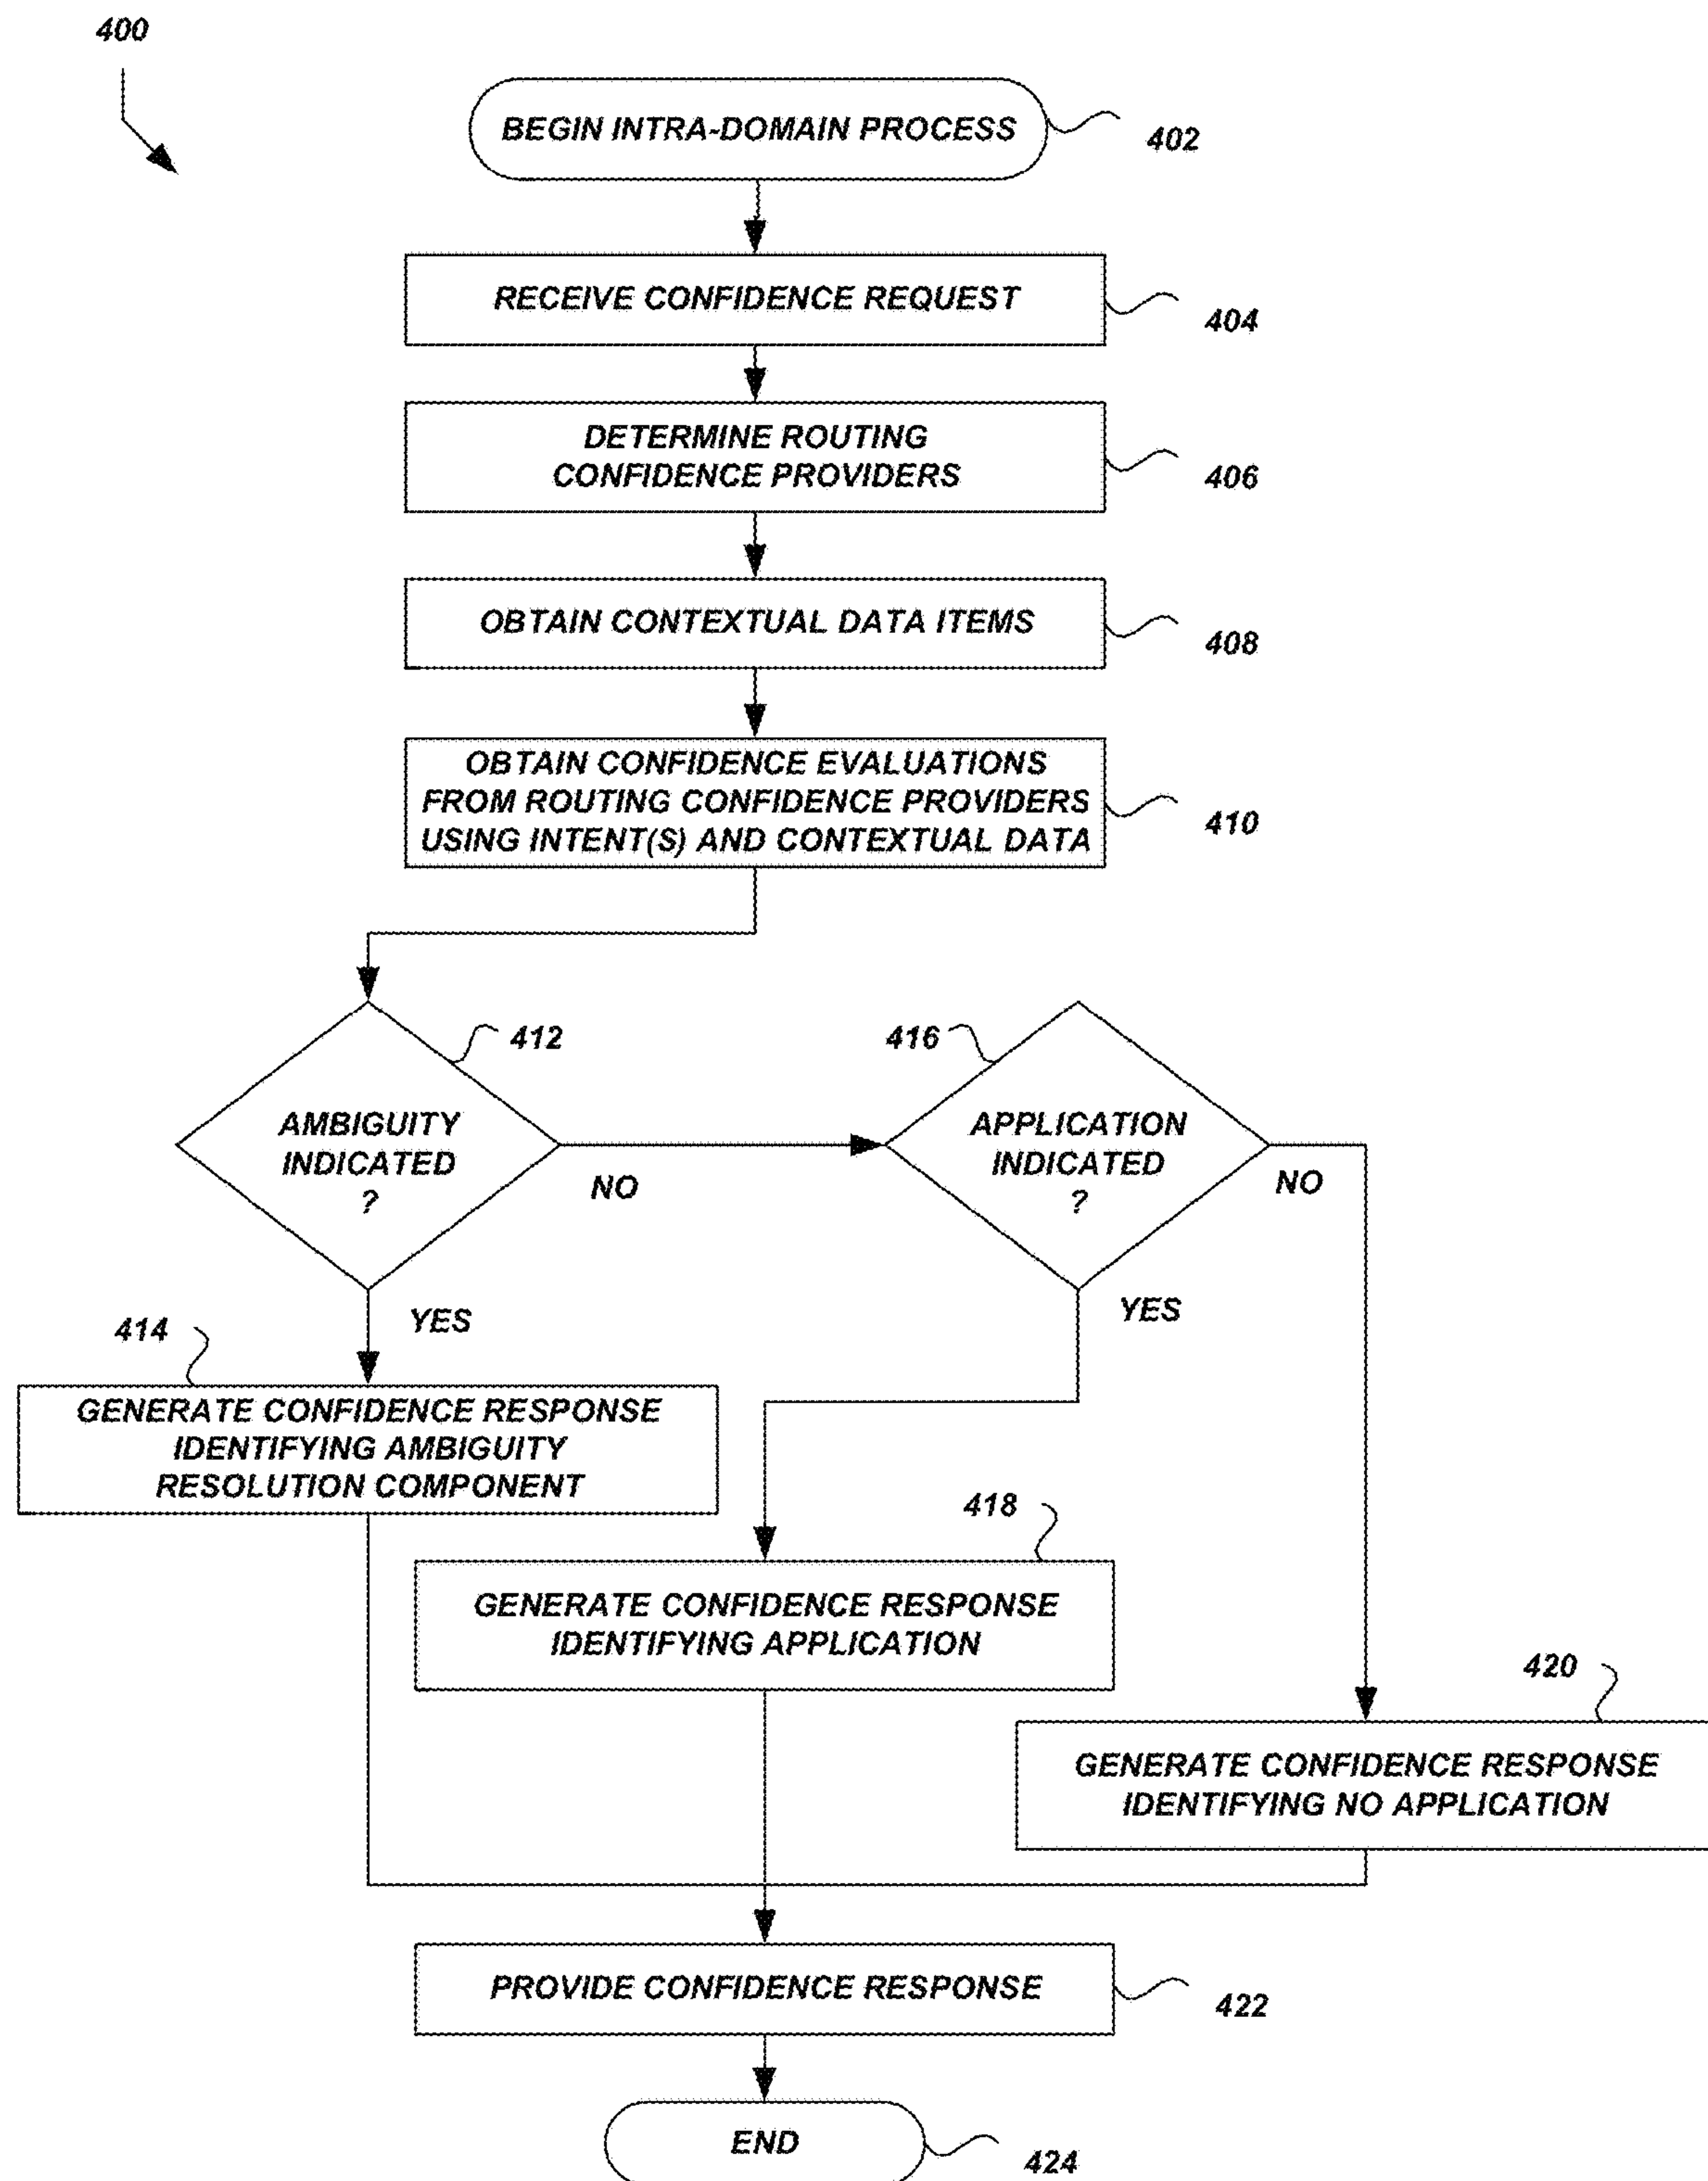 400
BEGIN INTRA-DOMAIN PROCESS
402
RECEIVE CONFIDENCE REQUEST
404
DETERMINE ROUTING
CONFIDENCE PROVIDERS
406
OBTAIN CONTEXTUAL DATA ITEMS
408
OBTAIN CONFIDENCE EVALUATIONS
FROM ROUTING CONFIDENCE PROVIDERS
USING INTENT(S) AND CONTEXTUAL DATA
410
412
AMBIGUITY
INDICATED
?
NO
YES
416
APPLICATION
INDICATED
?
NO
YES
414
GENERATE CONFIDENCE RESPONSE
IDENTIFYING AMBIGUITY
RESOLUTION COMPONENT
418
GENERATE CONFIDENCE RESPONSE
IDENTIFYING APPLICATION
420
GENERATE CONFIDENCE RESPONSE
IDENTIFYING NO APPLICATION
PROVIDE CONFIDENCE RESPONSE
422
END
424